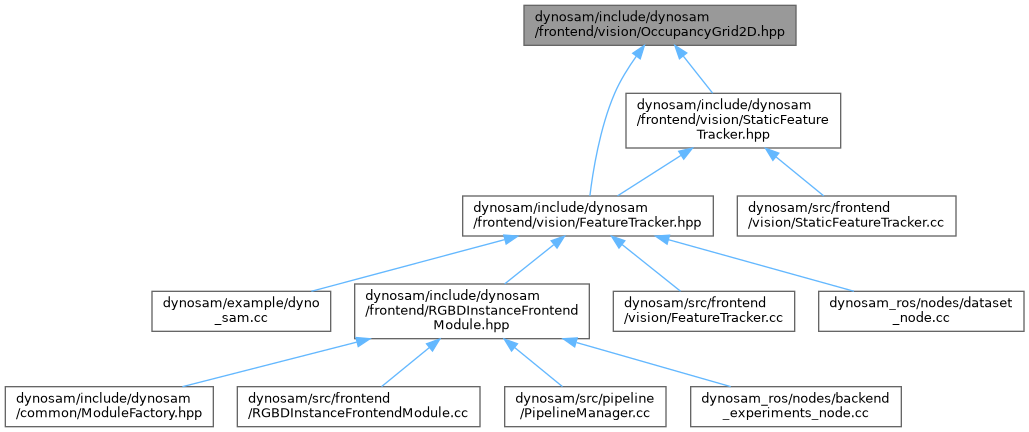 dynosam/include/dynosam
/frontend/vision/OccupancyGrid2D.hpp
dynosam/include/dynosam
/frontend/vision/StaticFeature
Tracker.hpp
dynosam/include/dynosam
/frontend/vision/FeatureTracker.hpp
dynosam/src/frontend
/vision/StaticFeatureTracker.cc
dynosam/example/dyno
_sam.cc
dynosam/include/dynosam
/frontend/RGBDInstanceFrontend
Module.hpp
dynosam/src/frontend
/vision/FeatureTracker.cc
dynosam_ros/nodes/dataset
_node.cc
dynosam/include/dynosam
/common/ModuleFactory.hpp
dynosam/src/frontend
/RGBDInstanceFrontendModule.cc
dynosam/src/pipeline
/PipelineManager.cc
dynosam_ros/nodes/backend
_experiments_node.cc